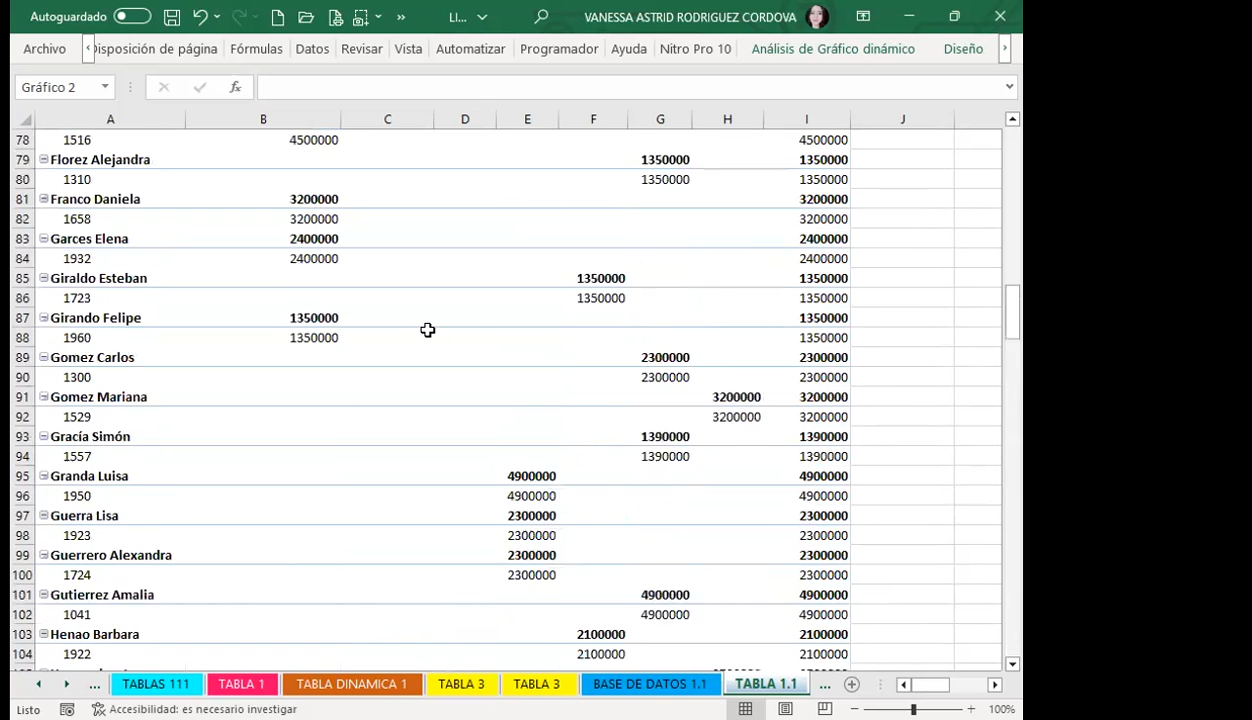 Autoguardado LI... VANESSA ASTRID RODRIGUEZ CORDOVA
Archivo Disposición de página Fórmulas Datos Revisar Vista Automatizar Programador Ayuda Nitro Pro 10 Análisis de Gráfico dinámico Diseño
Gráfico 2 fx
A B C D E F G H I J
78 1516 4500000 4500000
79 Florez Alejandra 1350000 1350000
80 1310 1350000 1350000
81 Franco Daniela 3200000 3200000
82 1658 3200000 3200000
83 Garces Elena 2400000 2400000
84 1932 2400000 2400000
85 Giraldo Esteban 1350000 1350000
86 1723 1350000 1350000
87 Girando Felipe 1350000 1350000
88 1960 1350000 1350000
89 Gomez Carlos 2300000 2300000
90 1300 2300000 2300000
91 Gomez Mariana 3200000 3200000
92 1529 3200000 3200000
93 Gracía Simón 1390000 1390000
94 1557 1390000 1390000
95 Granda Luisa 4900000 4900000
96 1950 4900000 4900000
97 Guerra Lisa 2300000 2300000
98 1923 2300000 2300000
99 Guerrero Alexandra 2300000 2300000
100 1724 2300000 2300000
101 Gutierrez Amalia 4900000 4900000
102 1041 4900000 4900000
103 Henao Barbara 2100000 2100000
104 1922 2100000 2100000
... TABLAS 111 TABLA 1 TABLA DINAMICA 1 TABLA 3 TABLA 3 BASE DE DATOS 1.1 TABLA 1.1 ...
Listo Accesibilidad: es necesario investigar 100%